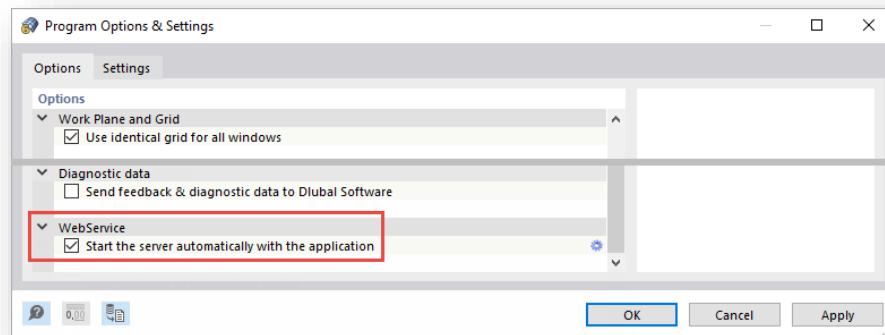 Program Options & Settings
Options
Settings
Options
Work Plane and Grid
Use identical grid for all windows
Diagnostic data
Send feedback & diagnostic data to Dlubal Software
WebService
Start the server automatically with the application
0,00
OK
Cancel
Apply